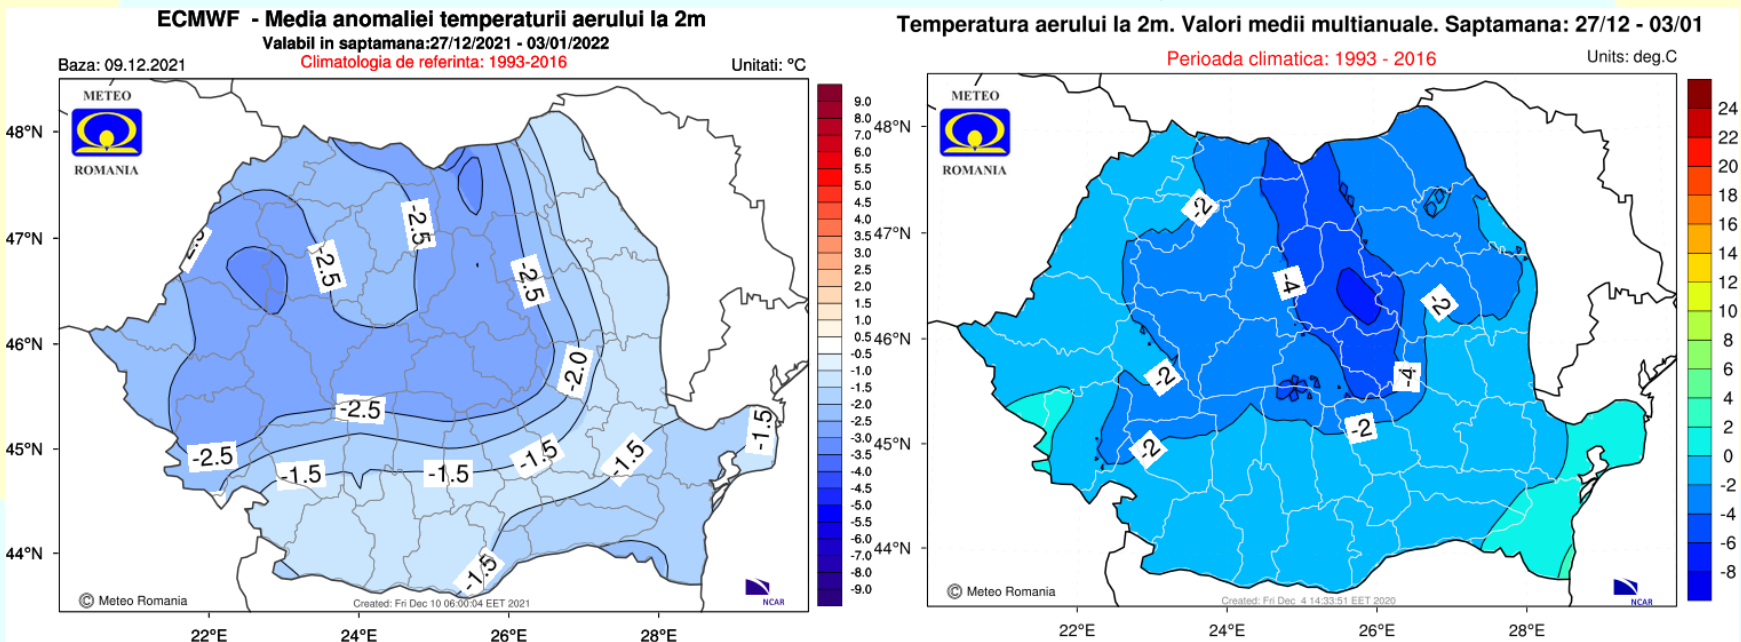 ECMWF - Media anomaliei temperaturii aerului la 2m
Valabil in saptamana:27/12/2021 - 03/01/2022
Baza: 09.12.2021
Climatologia de referinta: 1993-2016
Unitati: °C
METEO
ROMANIA
48°N
47°N
46°N
45°N
44°N
22°E
24°E
26°E
28°E
-2.5
-2.5
-2.5
-2.5
-2.0
-2.5
-2.5
-1.5
-1.5
-1.5
-1.5
-1.5
-1.5
9.0
8.0
7.0
6.0
5.5
5.0
4.5
4.0
3.5
3.0
2.5
2.0
1.5
1.0
0.5
-0.5
-1.0
-1.5
-2.0
-2.5
-3.0
-3.5
-4.0
-4.5
-5.0
-5.5
-6.0
-7.0
-8.0
-9.0
© Meteo Romania
Created: Fri Dec 10 06:00:04 EET 2021
NCAR
Temperatura aerului la 2m. Valori medii multianuale. Saptamana: 27/12 - 03/01
Perioada climatica: 1993 - 2016
Units: deg.C
METEO
ROMANIA
48°N
47°N
46°N
45°N
44°N
22°E
24°E
26°E
28°E
-2
-4
-2
-2
-4
-2
-2
24
22
20
18
16
14
12
10
8
6
4
2
0
-2
-4
-6
-8
© Meteo Romania
Created: Fri Dec 4 14:33:51 EET 2020
NCAR